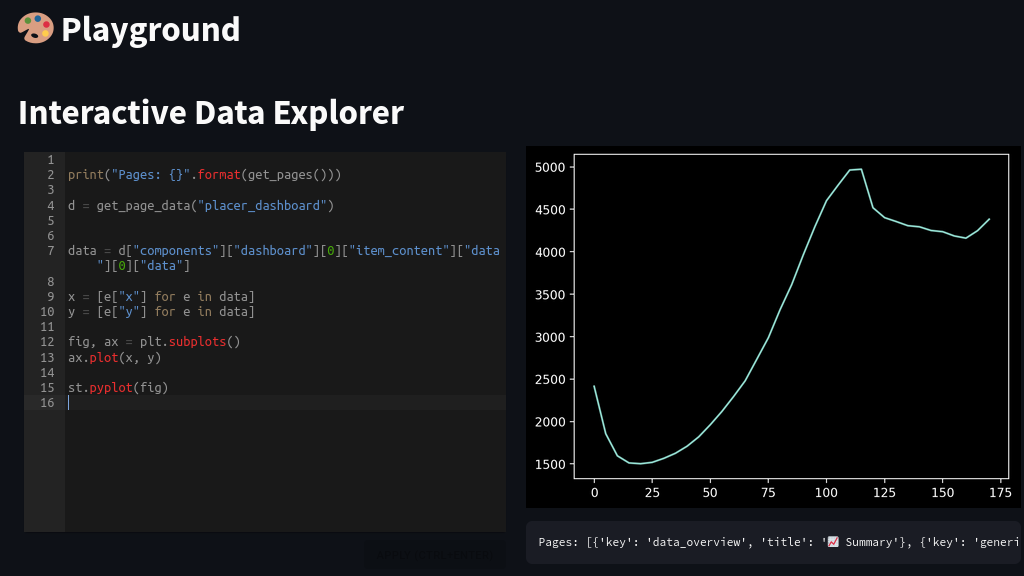 🎨 Playground
Interactive Data Explorer
1
2 print("Pages: {}".format(get_pages()))
3
4 d = get_page_data("placer_dashboard")
5
6
7 data = d["components"]["dashboard"][0]["item_content"]["data
"][0]["data"]
8
9 x = [e["x"] for e in data]
10 y = [e["y"] for e in data]
11
12 fig, ax = plt.subplots()
13 ax.plot(x, y)
14
15 st.pyplot(fig)
16
5000
4500
4000
3500
3000
2500
2000
1500
0 25 50 75 100 125 150 175
Pages: [{'key': 'data_overview', 'title': '📈 Summary'}, {'key': 'generi